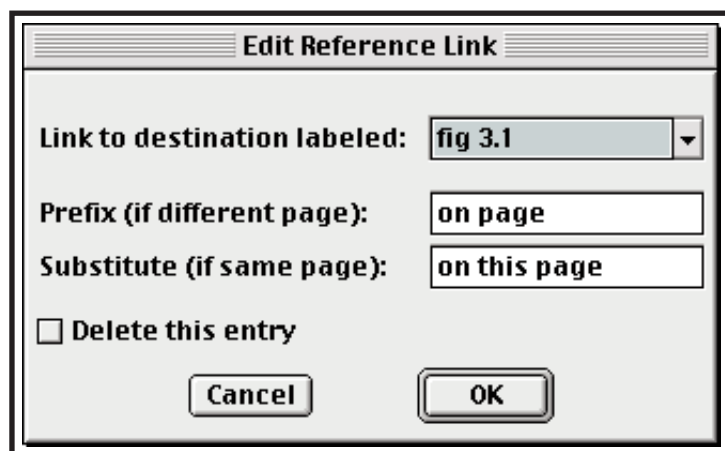 Edit Reference Link
Link to destination labeled: fig 3.1
Prefix (if different page): on page
Substitute (if same page): on this page
Delete this entry
Cancel OK